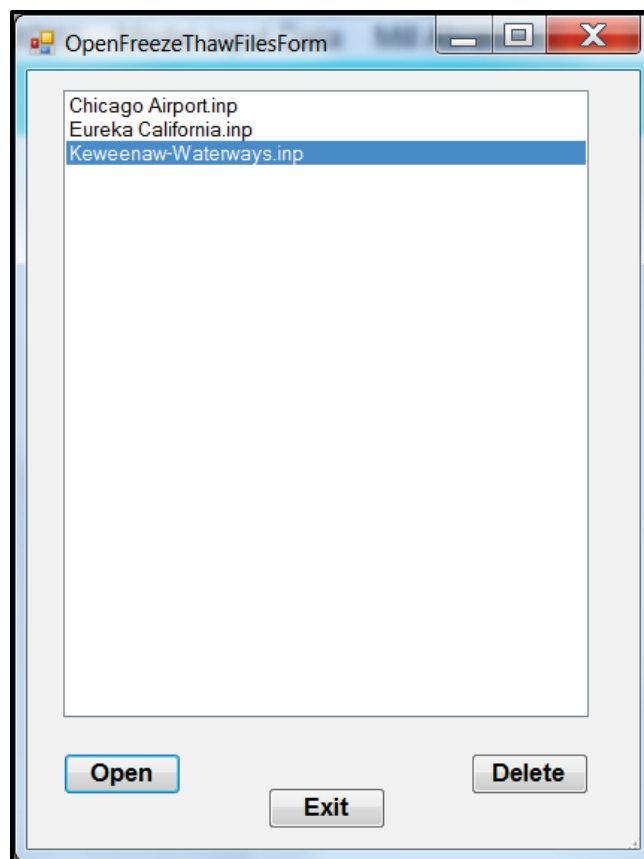 OpenFreezeThawFilesForm
Chicago Airport.inp
Eureka California.inp
Keweenaw-Waterways.inp
Open
Delete
Exit